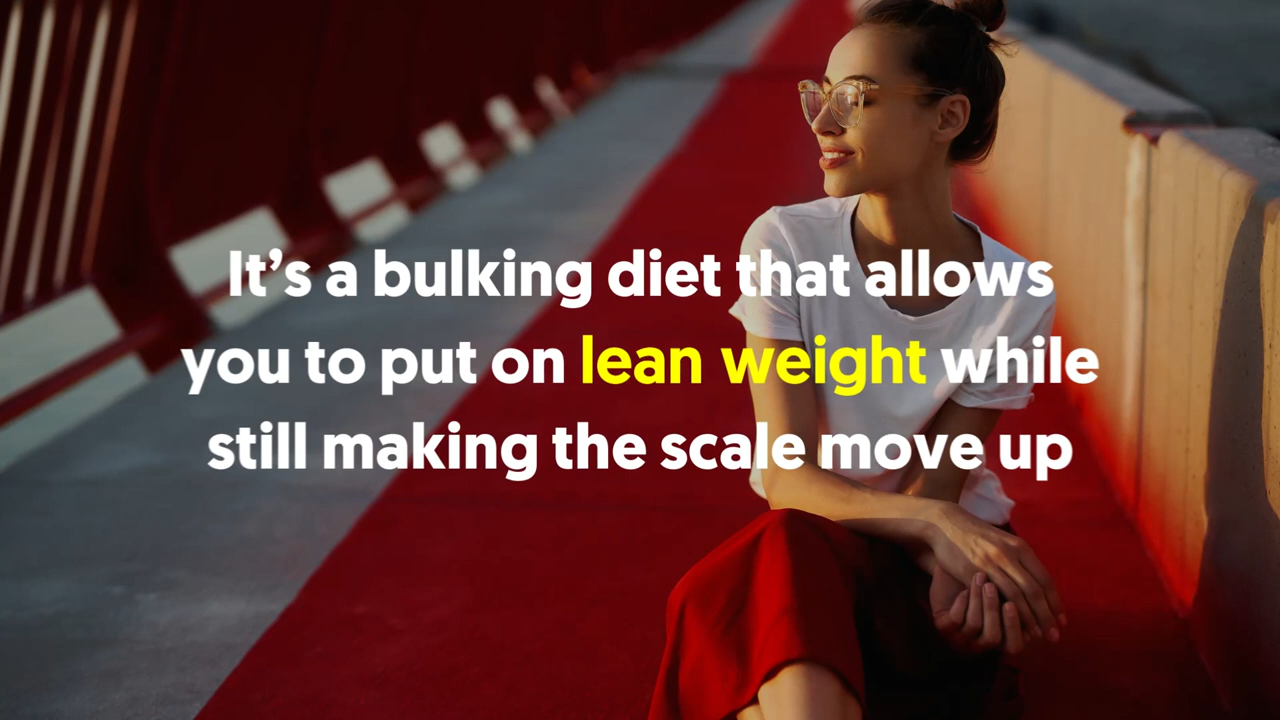 It’s a bulking diet that allows
you to put on lean weight while
still making the scale move up